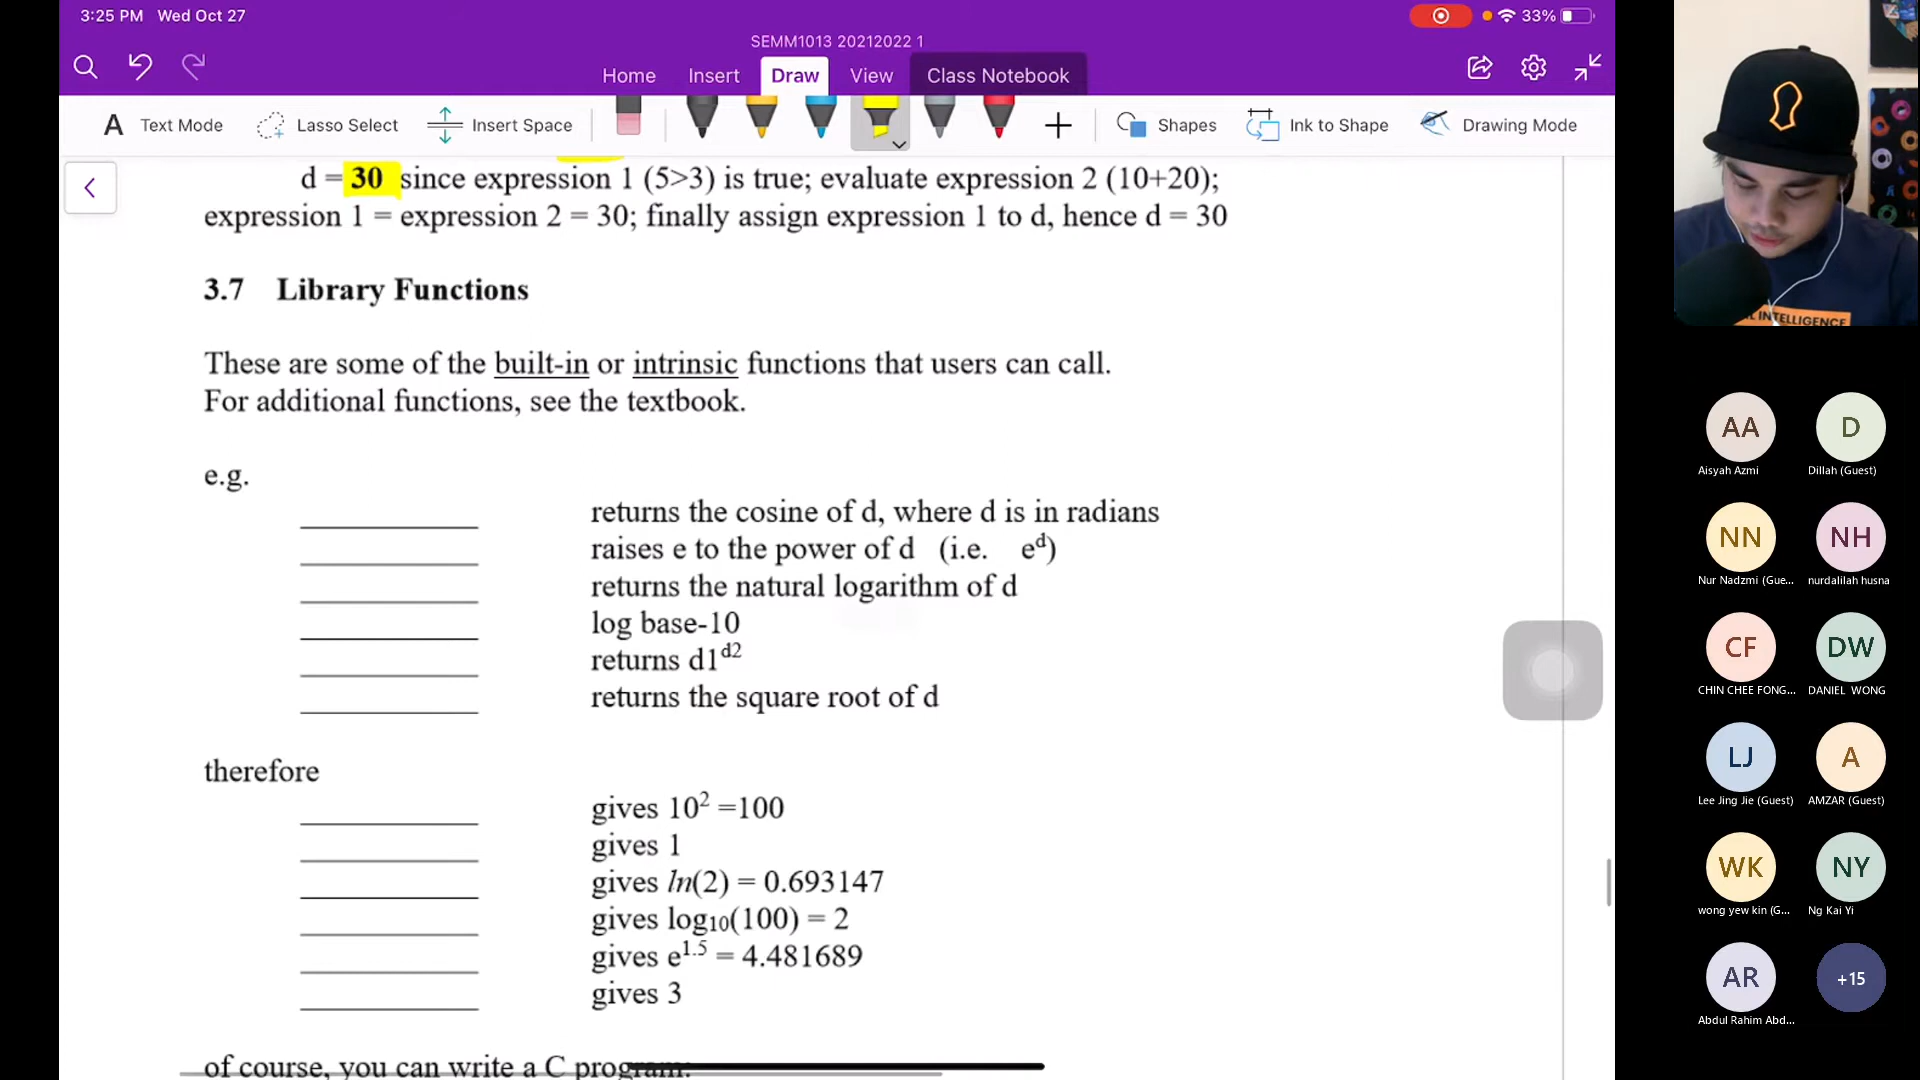 3:25 PM Wed Oct 27
33%
SEMM1013 20212022 1
Home Insert Draw View Class Notebook
A Text Mode Lasso Select Insert Space Shapes Ink to Shape Drawing Mode
d = 30 since expression 1 (5>3) is true; evaluate expression 2 (10+20);
expression 1 = expression 2 = 30; finally assign expression 1 to d, hence d = 30
3.7 Library Functions
These are some of the built-in or intrinsic functions that users can call.
For additional functions, see the textbook.
e.g.
returns the cosine of d, where d is in radians
raises e to the power of d (i.e. e^d)
returns the natural logarithm of d
log base-10
returns d1^d2
returns the square root of d
therefore
gives 10² =100
gives 1
gives ln(2) = 0.693147
gives log₁₀(100) = 2
gives e^1.5 = 4.481689
gives 3
of course, you can write a C program:
INTELLIGENCE
AA D
Aisyah Azmi Dillah (Guest)
NN NH
Nur Nadzmi (Gue... nurdalilah husna
CF DW
CHIN CHEE FONG... DANIEL WONG
LJ A
Lee Jing Jie (Guest) AMZAR (Guest)
WK NY
wong yew kin (G... Ng Kai Yi
AR +15
Abdul Rahim Abd...